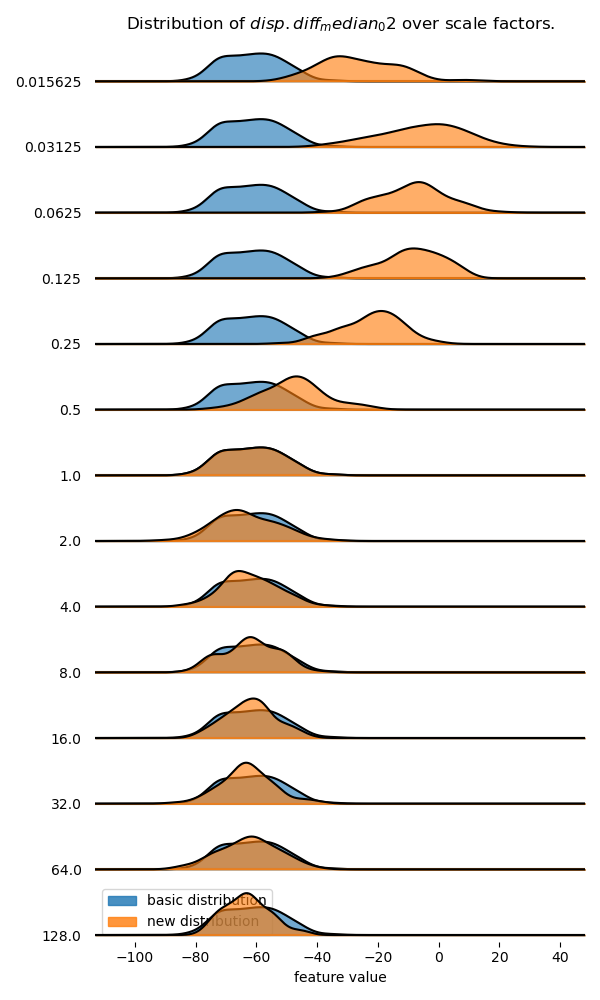 Distribution of disp.diff_median_02 over scale factors.
0.015625
0.03125
0.0625
0.125
0.25
0.5
1.0
2.0
4.0
8.0
16.0
32.0
64.0
128.0
basic distribution
new distribution
−100 −80 −60 −40 −20 0 20 40
feature value